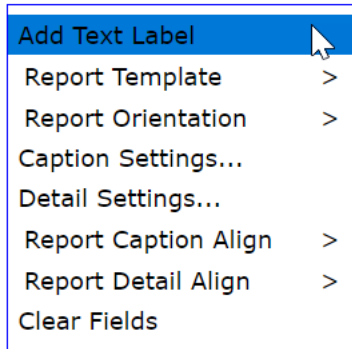 Add Text Label
Report Template >
Report Orientation >
Caption Settings...
Detail Settings...
Report Caption Align >
Report Detail Align >
Clear Fields